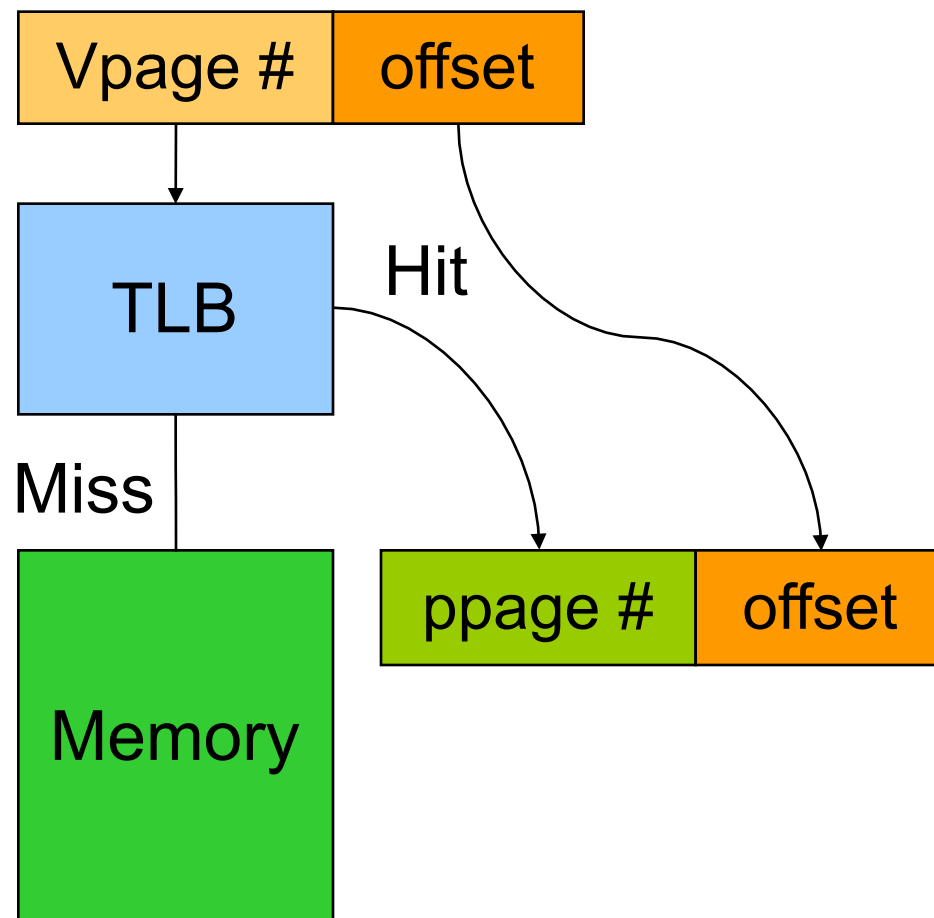 Vpage # offset
Hit
TLB
Miss
ppage # offset
Memory